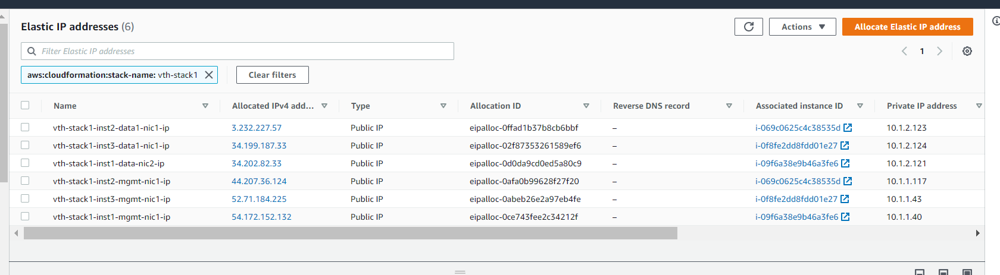 Elastic IP addresses (6)
Actions
Allocate Elastic IP address
Filter Elastic IP addresses
1
aws:cloudformation:stack-name: vth-stack1
Clear filters
Name Allocated IPv4 add... Type Allocation ID Reverse DNS record Associated instance ID Private IP address
vth-stack1-inst2-data1-nic1-ip 3.232.227.57 Public IP eipalloc-0ffad1b37b8cb6bbf – i-069c0625c4c38535d 10.1.2.123
vth-stack1-inst3-data1-nic1-ip 34.199.187.33 Public IP eipalloc-02f87353261589ef6 – i-0f8fe2dd8fdd01e27 10.1.2.124
vth-stack1-inst1-data-nic2-ip 34.202.82.33 Public IP eipalloc-0d0da9cd0ed5a80c9 – i-09f6a38e9b46a3fe6 10.1.2.121
vth-stack1-inst2-mgmt-nic1-ip 44.207.36.124 Public IP eipalloc-0afa0b99628f27f20 – i-069c0625c4c38535d 10.1.1.117
vth-stack1-inst3-mgmt-nic1-ip 52.71.184.225 Public IP eipalloc-0abeb26e2a97eb4fe – i-0f8fe2dd8fdd01e27 10.1.1.43
vth-stack1-inst1-mgmt-nic1-ip 54.172.152.132 Public IP eipalloc-0ce743fee2c34212f – i-09f6a38e9b46a3fe6 10.1.1.40